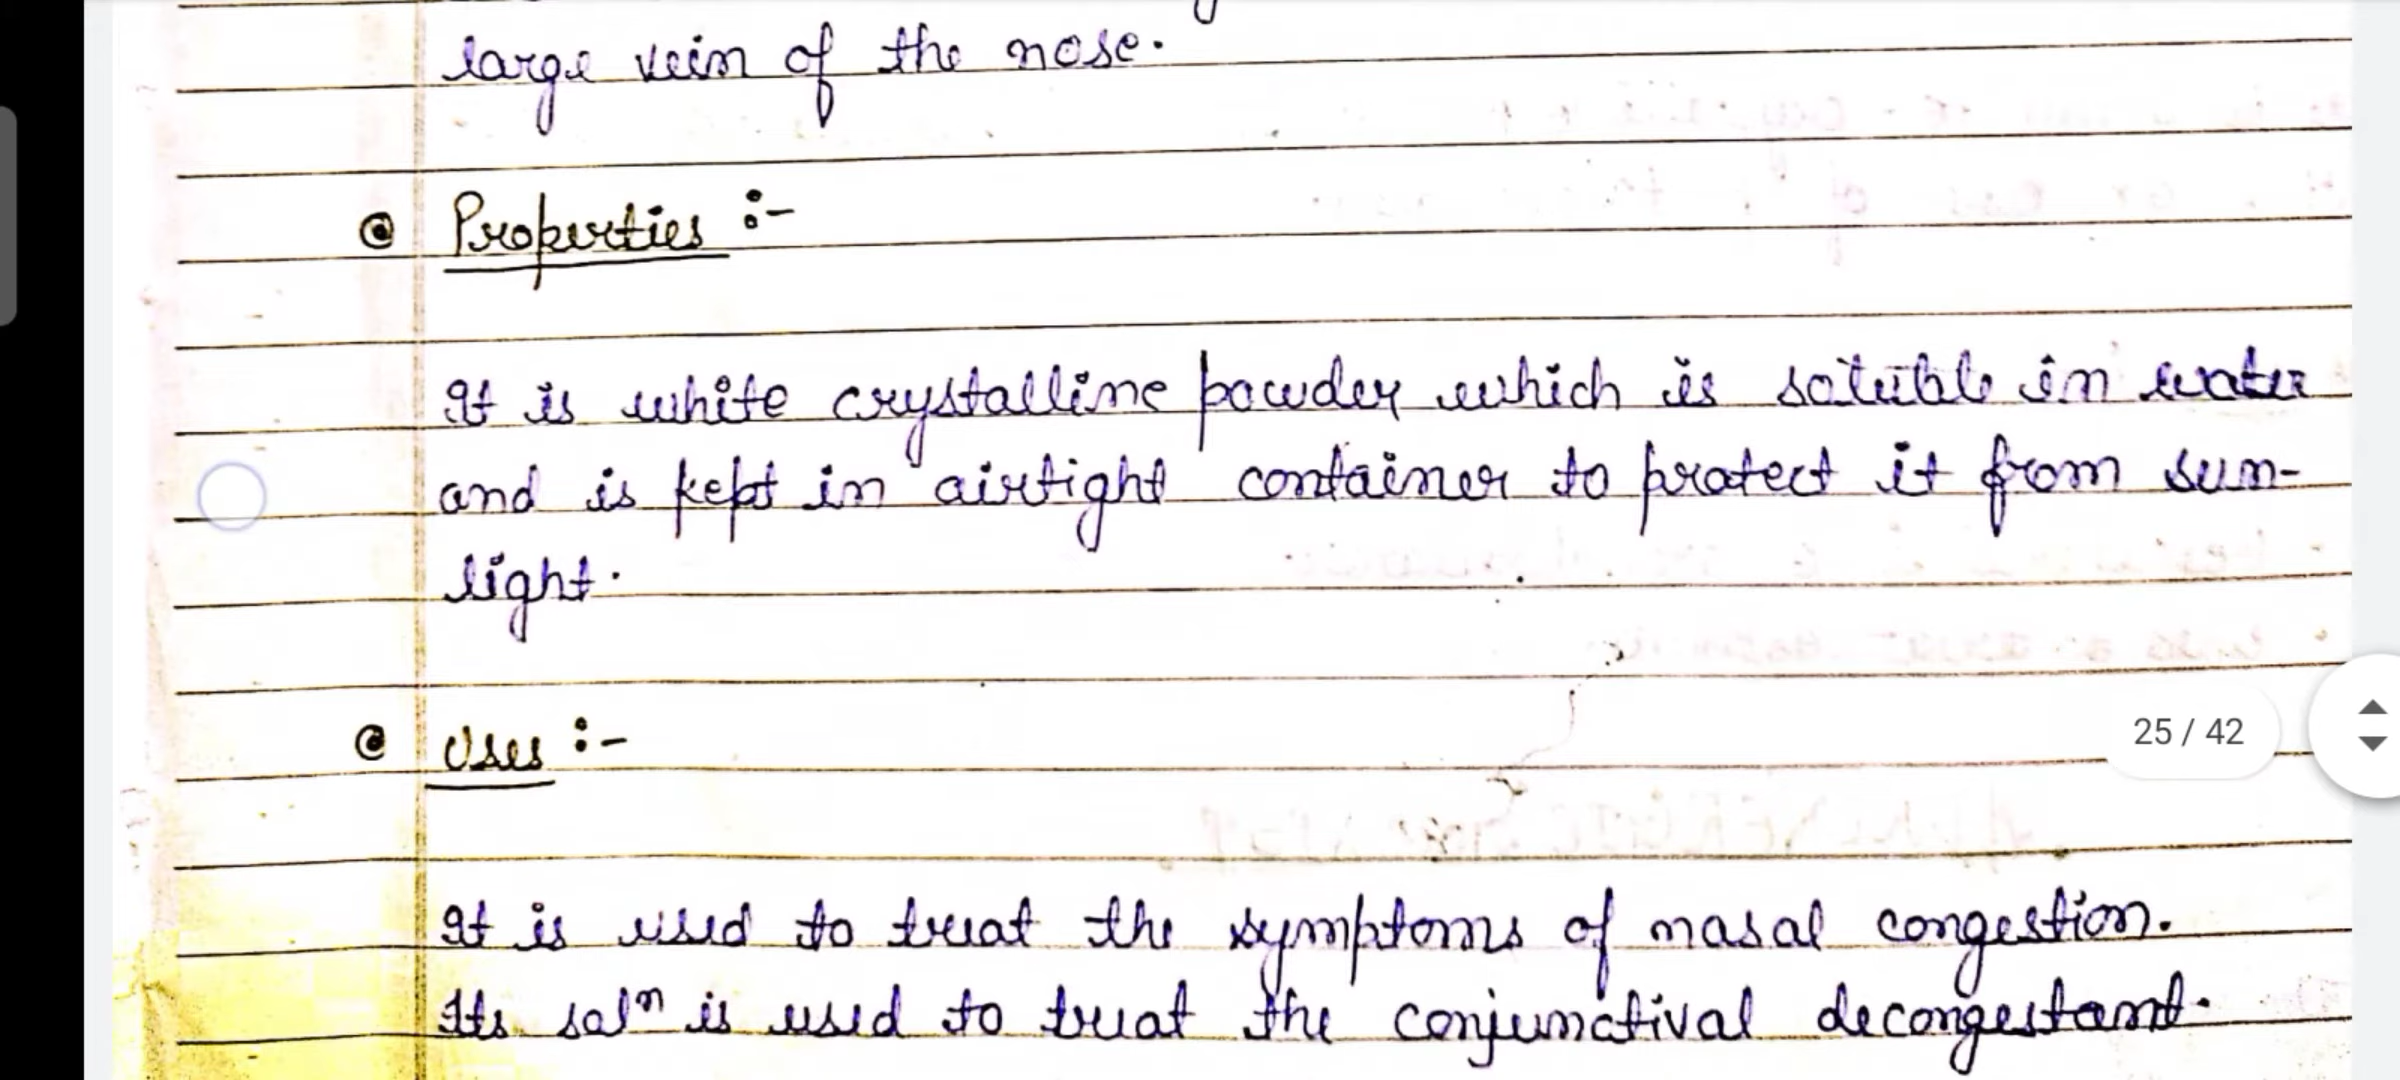 large vein of the nose.
Properties :-
It is white crystalline powder which is soluble in water
and is kept in airtight container to protect it from sun-
light.
25 / 42
Uses :-
It is used to treat the symptoms of nasal congestion.
Its solⁿ is used to treat the conjunctival decongestant.